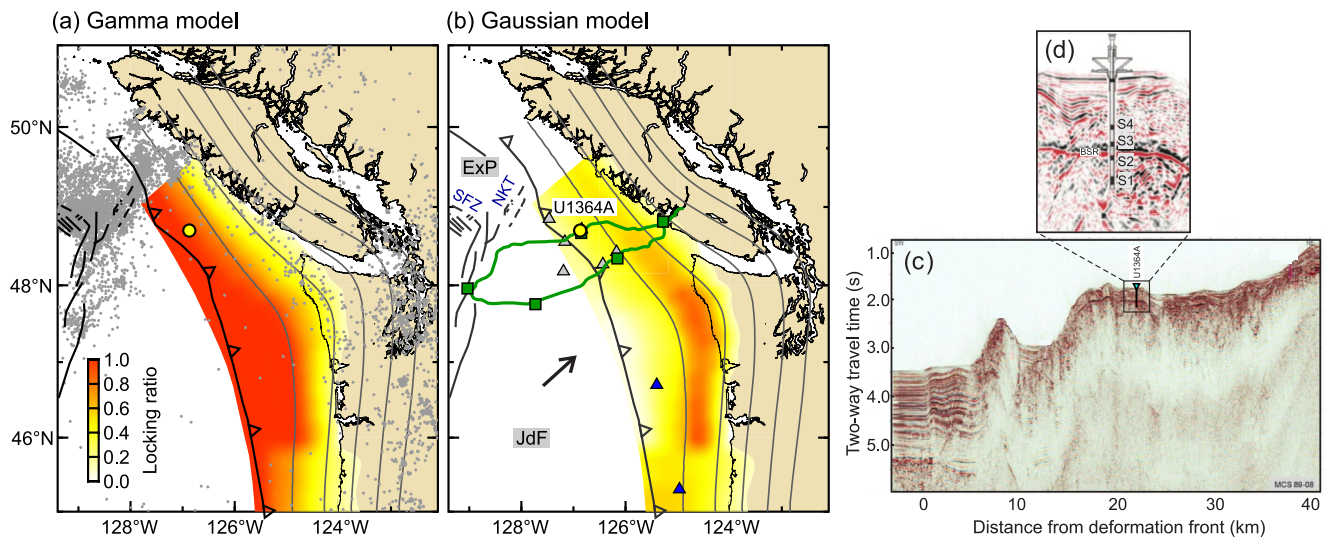 (a) Gamma model
50°N
48°N
46°N
1.0
0.8
0.6
0.4
0.2
0.0
Locking ratio
128°W
126°W
124°W
(b) Gaussian model
ExP
SFZ
NKT
U1364A
JdF
128°W
126°W
124°W
(d)
S4
S3
BSR
S2
S1
(c)
U1364A
1.0
2.0
3.0
4.0
5.0
Two-way travel time (s)
MCS 89-08
0
10
20
30
40
Distance from deformation front (km)